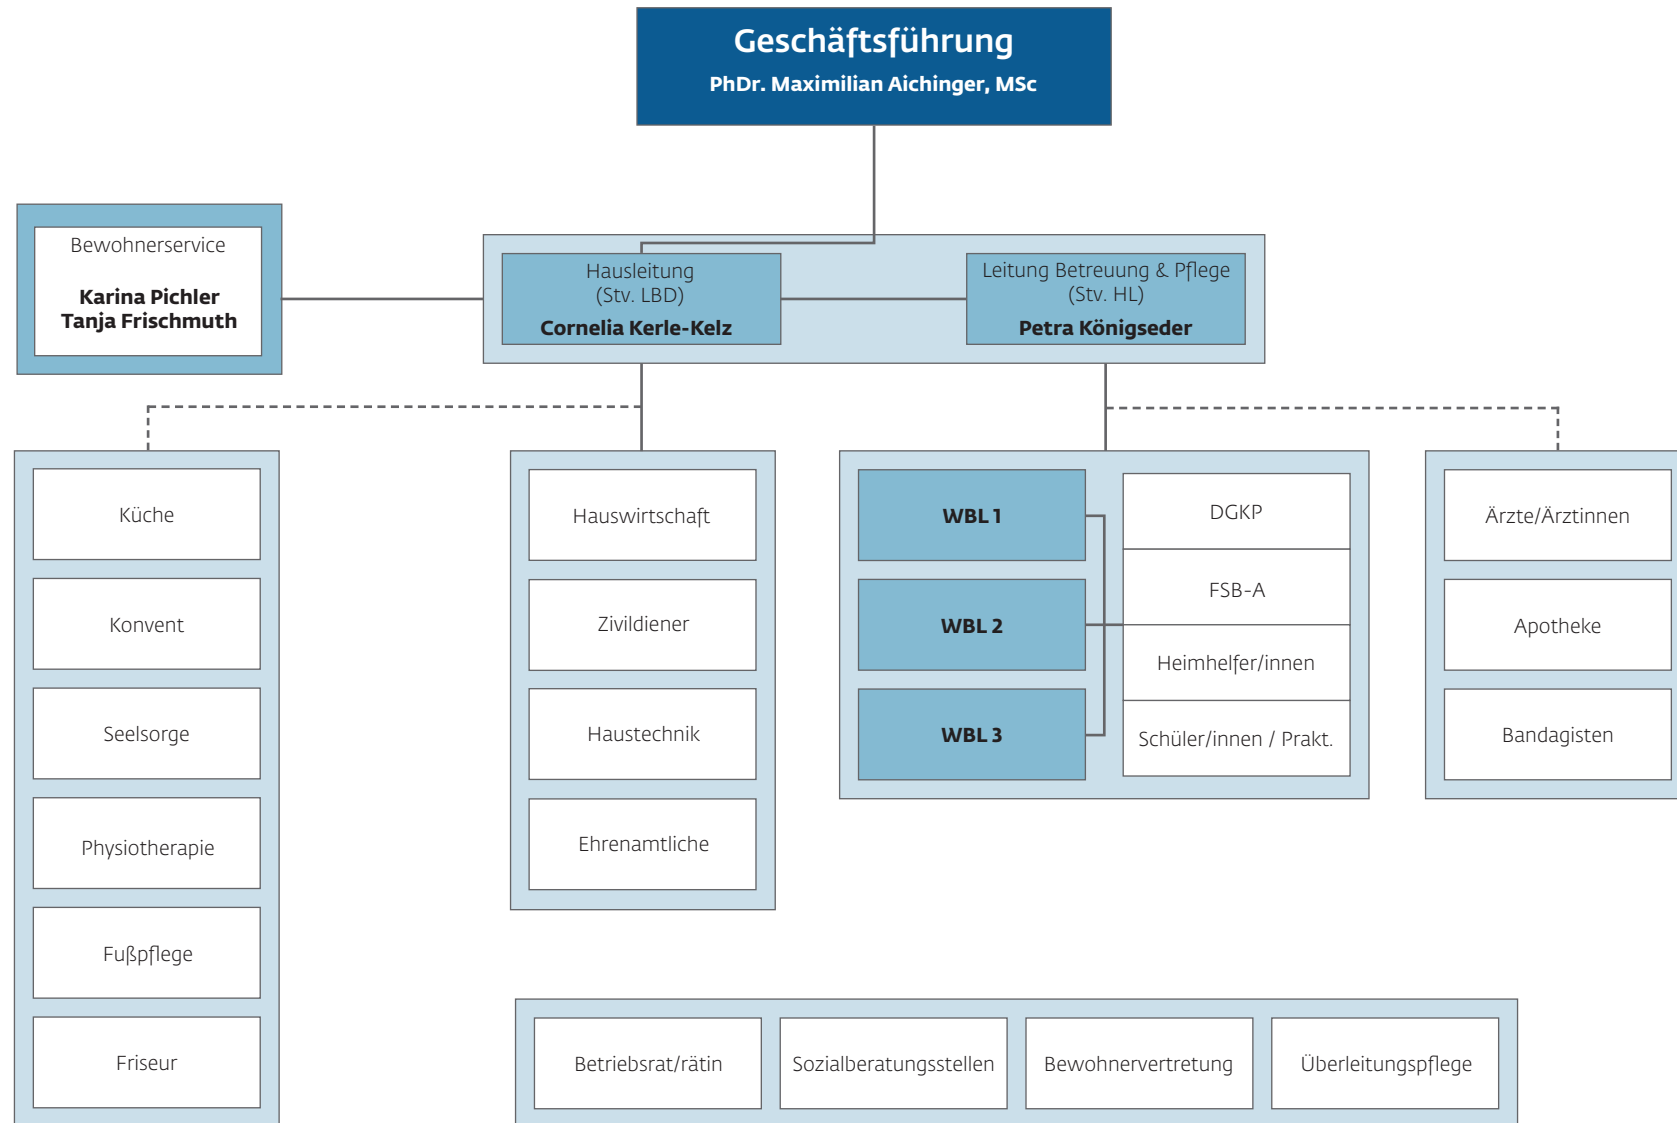 Geschäftsführung
PhDr. Maximilian Aichinger, MSc
Bewohnerservice
Karina Pichler
Tanja Frischmuth
Hausleitung
(Stv. LBD)
Cornelia Kerle-Kelz
Leitung Betreuung & Pflege
(Stv. HL)
Petra Königseder
Küche
Konvent
Seelsorge
Physiotherapie
Fußpflege
Friseur
Hauswirtschaft
Zivildiener
Haustechnik
Ehrenamtliche
WBL 1
WBL 2
WBL 3
DGKP
FSB-A
Heimhelfer/innen
Schüler/innen / Prakt.
Ärzte/Ärztinnen
Apotheke
Bandagisten
Betriebsrat/rätin
Sozialberatungsstellen
Bewohnervertretung
Überleitungspflege